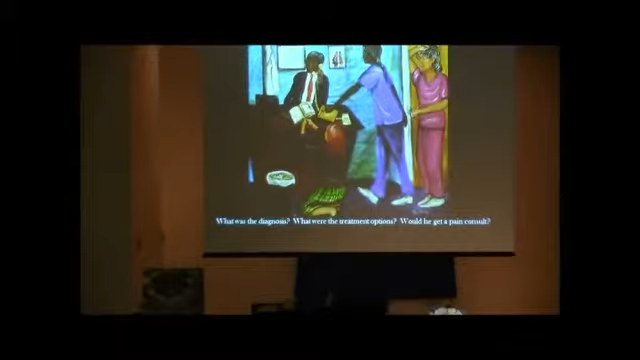 What was the diagnosis? What were the treatment options? Would he get a pain consult?